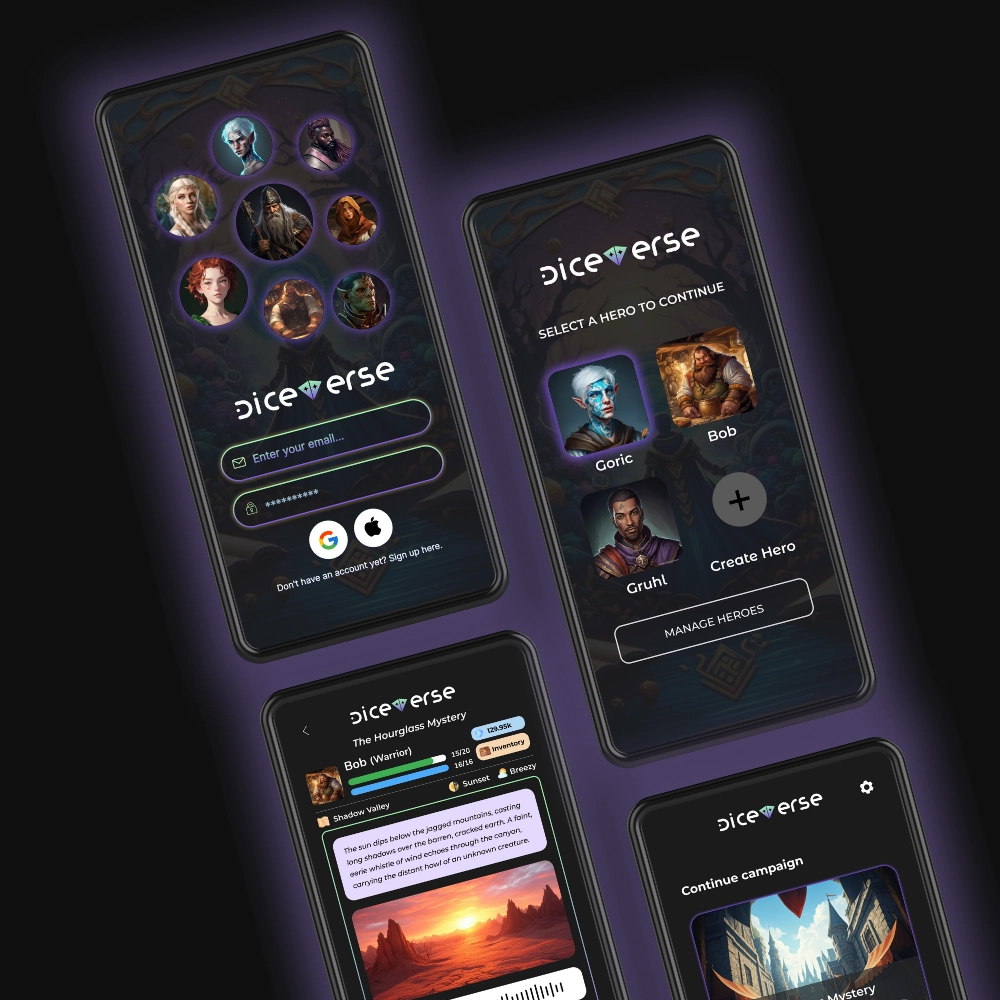 Diceverse
Enter your email...
**********
Don't have an account yet? Sign up here.
Diceverse
SELECT A HERO TO CONTINUE
Goric
Bob
Gruhl
Create Hero
MANAGE HEROES
Diceverse
The Hourglass Mystery
Bob (Warrior)
15/20
16/16
129.95k
Inventory
Shadow Valley
Sunset
Breezy
The sun dips below the jagged mountains, casting
long shadows over the barren, cracked earth. A faint,
eerie whistle of wind echoes through the canyon,
carrying the distant howl of an unknown creature.
Diceverse
Continue campaign
Mystery